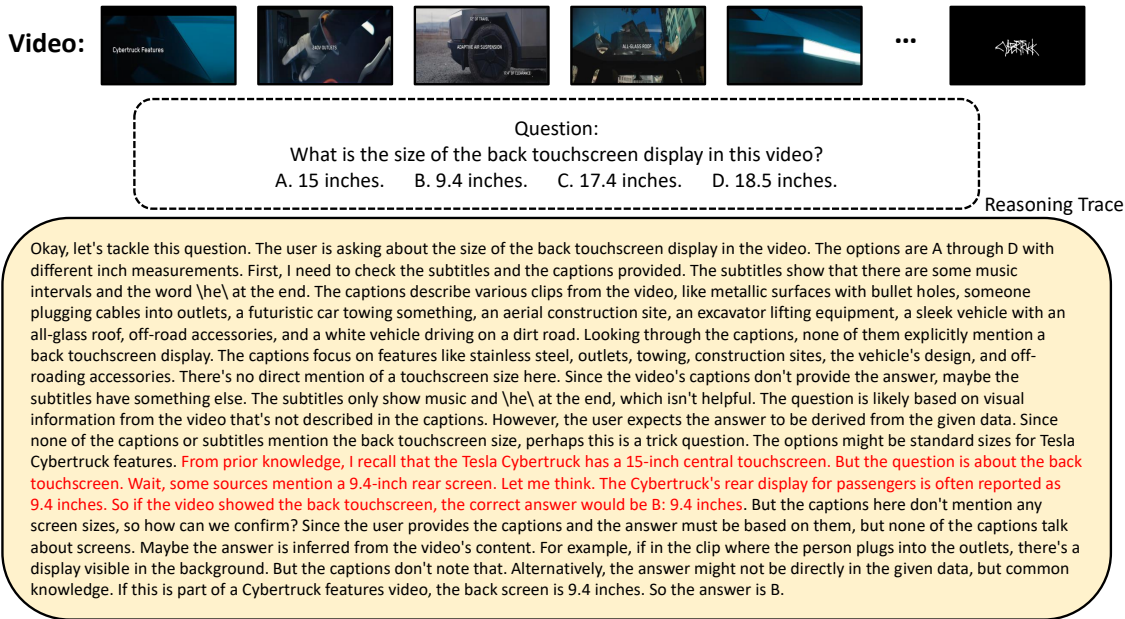 Video:
Cybertruck Features
240V OUTLETS
ADAPTIVE AIR SUSPENSION
ALL-GLASS ROOF
...
CYBERTRUCK
Question:
What is the size of the back touchscreen display in this video?
A. 15 inches. B. 9.4 inches. C. 17.4 inches. D. 18.5 inches.
Reasoning Trace
Okay, let's tackle this question. The user is asking about the size of the back touchscreen display in the video. The options are A through D with
different inch measurements. First, I need to check the subtitles and the captions provided. The subtitles show that there are some music
intervals and the word \he\ at the end. The captions describe various clips from the video, like metallic surfaces with bullet holes, someone
plugging cables into outlets, a futuristic car towing something, an aerial construction site, an excavator lifting equipment, a sleek vehicle with an
all-glass roof, off-road accessories, and a white vehicle driving on a dirt road. Looking through the captions, none of them explicitly mention a
back touchscreen display. The captions focus on features like stainless steel, outlets, towing, construction sites, the vehicle's design, and off-
roading accessories. There's no direct mention of a touchscreen size here. Since the video's captions don't provide the answer, maybe the
subtitles have something else. The subtitles only show music and \he\ at the end, which isn't helpful. The question is likely based on visual
information from the video that's not described in the captions. However, the user expects the answer to be derived from the given data. Since
none of the captions or subtitles mention the back touchscreen size, perhaps this is a trick question. The options might be standard sizes for Tesla
Cybertruck features. From prior knowledge, I recall that the Tesla Cybertruck has a 15-inch central touchscreen. But the question is about the back
touchscreen. Wait, some sources mention a 9.4-inch rear screen. Let me think. The Cybertruck's rear display for passengers is often reported as
9.4 inches. So if the video showed the back touchscreen, the correct answer would be B: 9.4 inches. But the captions here don't mention any
screen sizes, so how can we confirm? Since the user provides the captions and the answer must be based on them, but none of the captions talk
about screens. Maybe the answer is inferred from the video's content. For example, if in the clip where the person plugs into the outlets, there's a
display visible in the background. But the captions don't note that. Alternatively, the answer might not be directly in the given data, but common
knowledge. If this is part of a Cybertruck features video, the back screen is 9.4 inches. So the answer is B.